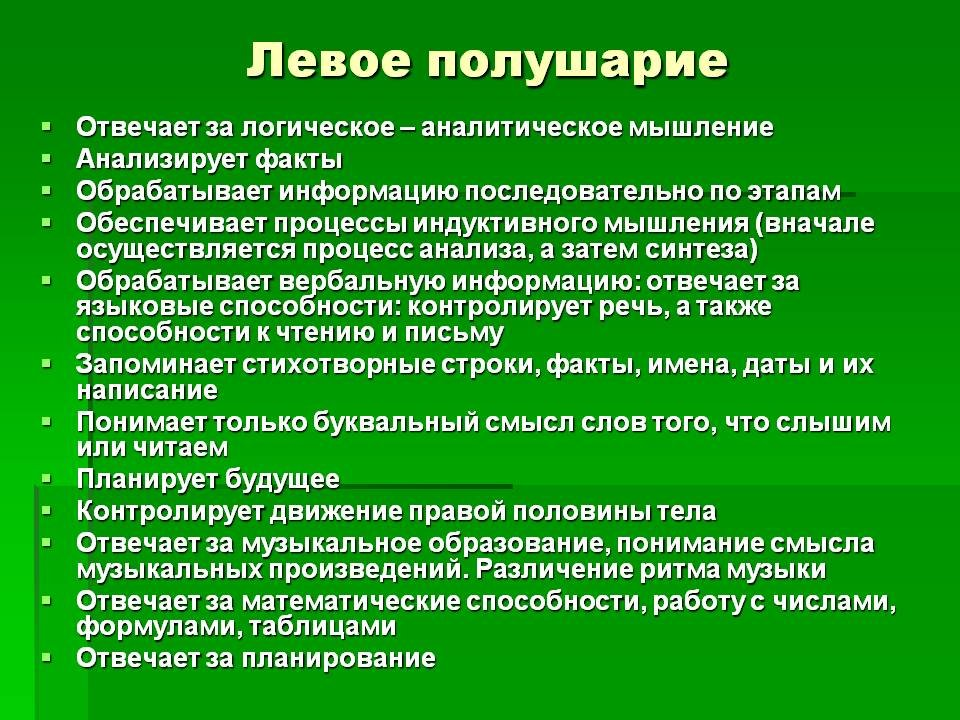 Левое полушарие
Отвечает за логическое – аналитическое мышление
Анализирует факты
Обрабатывает информацию последовательно по этапам
Обеспечивает процессы индуктивного мышления (вначале
осуществляется процесс анализа, а затем синтеза)
Обрабатывает вербальную информацию: отвечает за
языковые способности: контролирует речь, а также
способности к чтению и письму
Запоминает стихотворные строки, факты, имена, даты и их
написание
Понимает только буквальный смысл слов того, что слышим
или читаем
Планирует будущее
Контролирует движение правой половины тела
Отвечает за музыкальное образование, понимание смысла
музыкальных произведений. Различение ритма музыки
Отвечает за математические способности, работу с числами,
формулами, таблицами
Отвечает за планирование